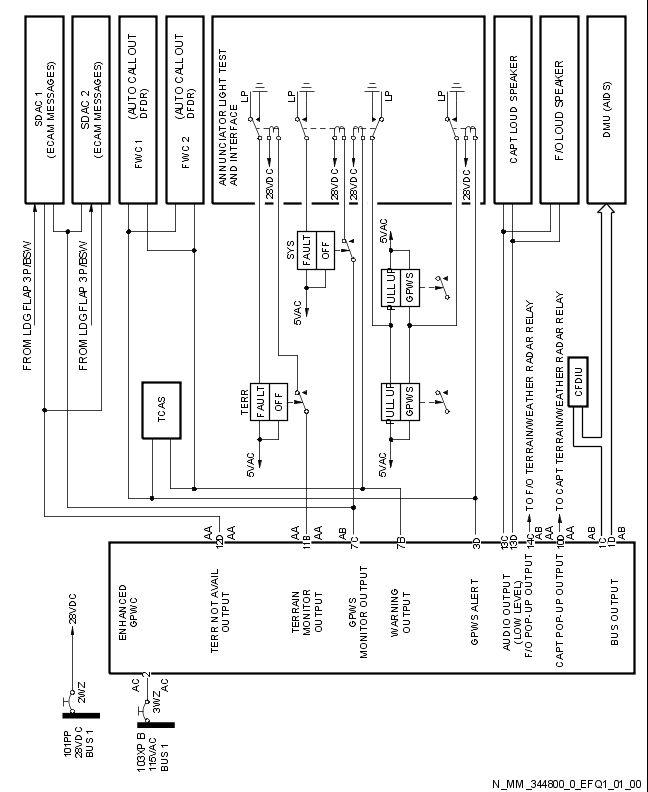 SDAC 1
(ECAM MESSAGES)
SDAC 2
(ECAM MESSAGES)
(AUTO CALL OUT
DFDR)
FWC 1
(AUTO CALL OUT
DFDR)
FWC 2
ANNUNCIATOR LIGHT TEST
AND INTERFACE
LP
LP
LP
LP
28VDC
28VDC
28VDC
28VDC
CAPT LOUD SPEAKER
F/O LOUD SPEAKER
DMU (AIDS)
FROM LDG FLAP 3 P/BSW
FROM LDG FLAP 3 P/BSW
SYS
FAULT
OFF
5VAC
5VAC
PULL UP
GPWS
TCAS
TERR
FAULT
OFF
5VAC
PULL UP
GPWS
5VAC
CFDIU
TO F/O TERRAIN/WEATHER RADAR RELAY
TO CAPT TERRAIN/WEATHER RADAR RELAY
AA
12D
AA
AA
11B
AA
AB
7C
AA
7B
3D
13C
13D
14C
AB
AA
10D
AA
AB
1C
1D
AB
ENHANCED
GPWC
TERR NOT AVAIL
OUTPUT
TERRAIN
MONITOR
OUTPUT
GPWS
MONITOR OUTPUT
WARNING
OUTPUT
GPWS ALERT
AUDIO OUTPUT
(LOW LEVEL)
F/O POP-UP OUTPUT
CAPT POP-UP OUTPUT
BUS OUTPUT
28VDC
2WZ
101PP
28VDC
BUS 1
AC
2
AC
3WZ
103XP B
115VAC
BUS 1
N_MM_344800_0_EFQ1_01_00